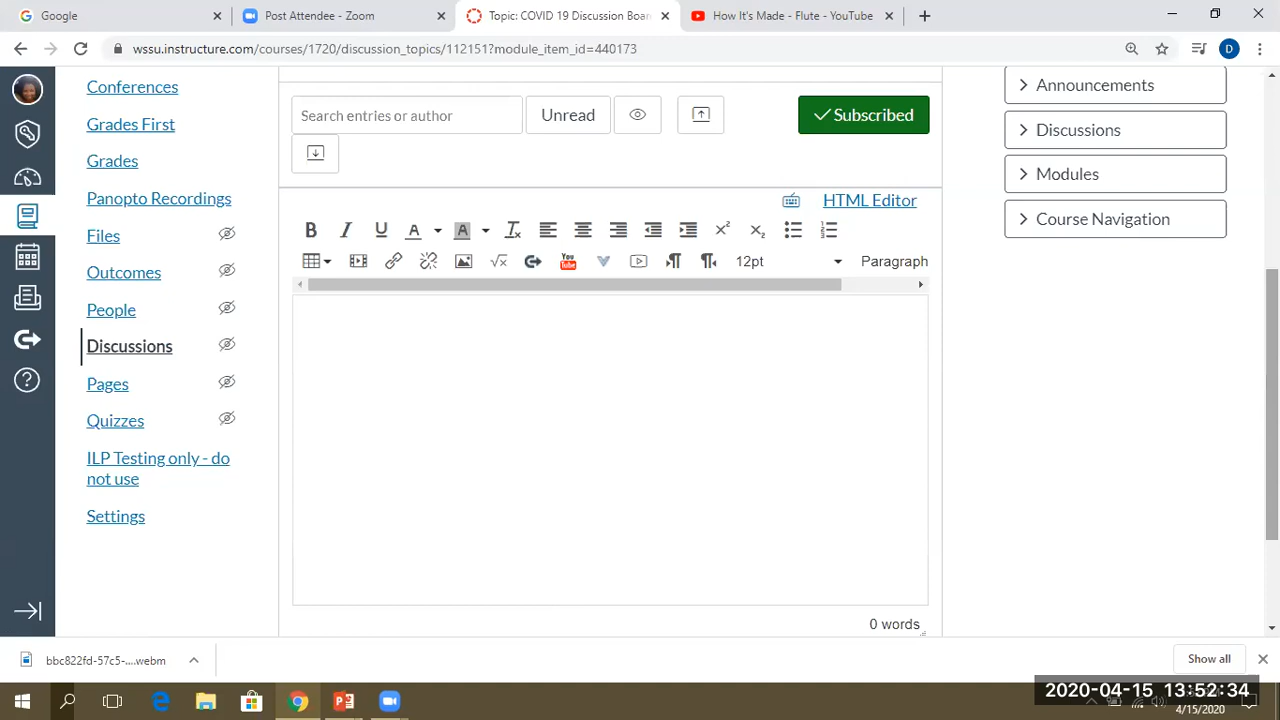 Google
Post Attendee - Zoom
Topic: COVID 19 Discussion Boar
How It's Made - Flute - YouTube
wssu.instructure.com/courses/1720/discussion_topics/112151?module_item_id=440173
Conferences
Grades First
Grades
Panopto Recordings
Files
Outcomes
People
Discussions
Pages
Quizzes
ILP Testing only - do
not use
Settings
Search entries or author
Unread
Subscribed
HTML Editor
B I U A A
12pt
Paragraph
0 words
Announcements
Discussions
Modules
Course Navigation
bbc822fd-57c5-....webm
Show all
2020-04-15 13:52:34
4/15/2020